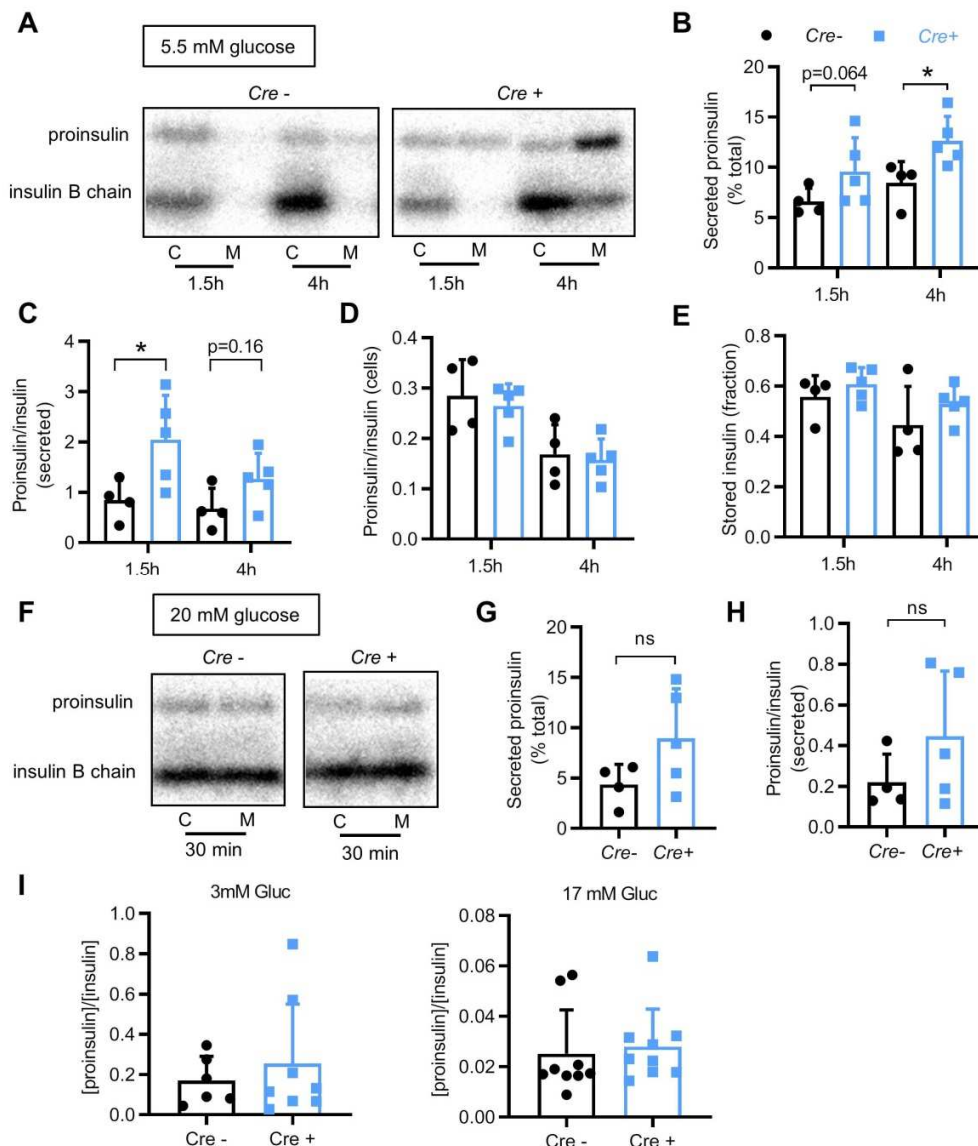 A
5.5 mM glucose
Cre -
Cre +
proinsulin
insulin B chain
C M C M C M C M
1.5h 4h 1.5h 4h
B
Cre- Cre+
Secreted proinsulin
(% total)
20
15
10
5
0
p=0.064
*
1.5h 4h
C
Proinsulin/insulin
(secreted)
4
3
2
1
0
*
p=0.16
1.5h 4h
D
Proinsulin/insulin (cells)
0.4
0.3
0.2
0.1
0.0
1.5h 4h
E
Stored insulin (fraction)
0.8
0.6
0.4
0.2
0.0
1.5h 4h
F
20 mM glucose
Cre -
Cre +
proinsulin
insulin B chain
C M C M
30 min 30 min
G
Secreted proinsulin
(% total)
20
15
10
5
0
ns
Cre- Cre+
H
Proinsulin/insulin
(secreted)
1.0
0.8
0.6
0.4
0.2
0.0
ns
Cre- Cre+
I
3mM Gluc
[proinsulin]/[insulin]
1.0
0.8
0.6
0.4
0.2
0.0
Cre - Cre +
17 mM Gluc
[proinsulin]/[insulin]
0.08
0.06
0.04
0.02
0.00
Cre - Cre +